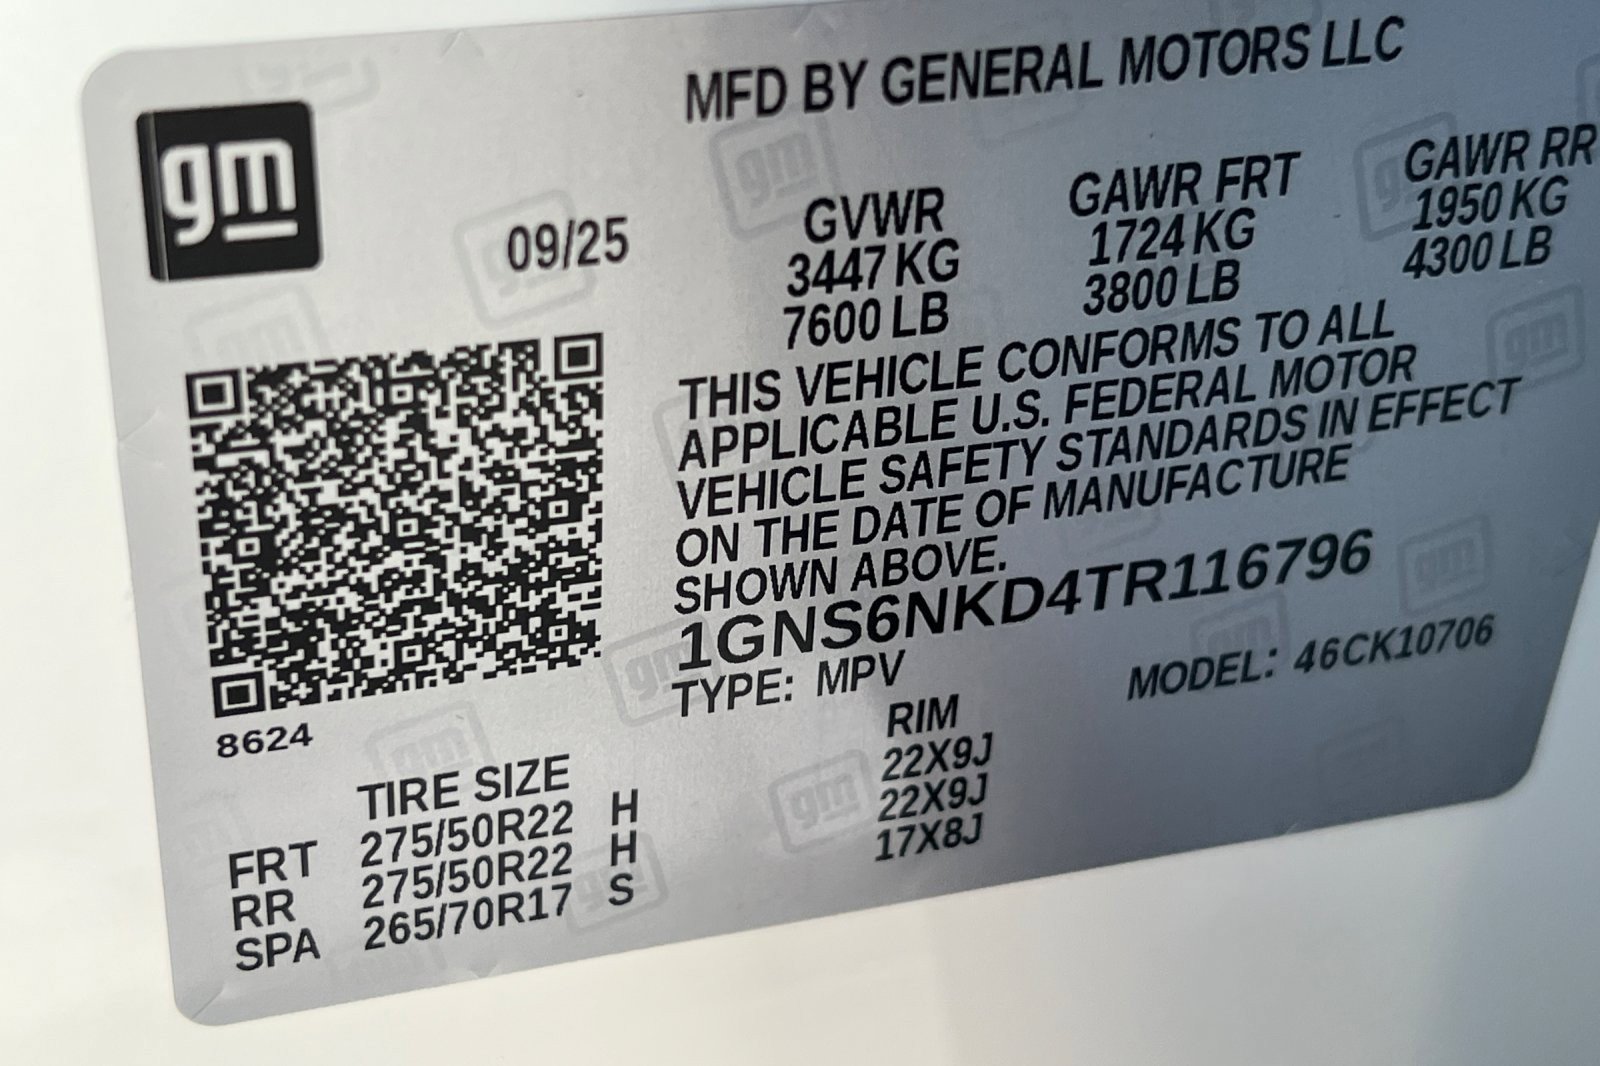 MFD BY GENERAL MOTORS LLC
gm
09/25
GVWR GAWR FRT GAWR RR
3447 KG 1724 KG 1950 KG
7600 LB 3800 LB 4300 LB
THIS VEHICLE CONFORMS TO ALL
APPLICABLE U.S. FEDERAL MOTOR
VEHICLE SAFETY STANDARDS IN EFFECT
ON THE DATE OF MANUFACTURE
SHOWN ABOVE.
1GNS6NKD4TR116796
TYPE: MPV MODEL: 46CK10706
8624
TIRE SIZE RIM
FRT 275/50R22 H 22X9J
RR 275/50R22 H 22X9J
SPA 265/70R17 S 17X8J